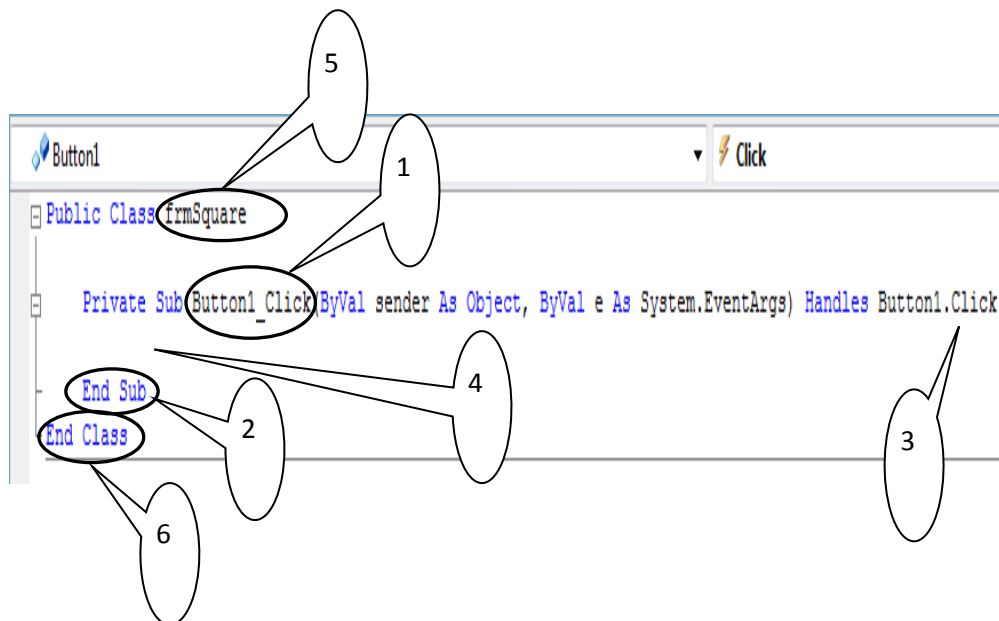 5
Button1 Click
1
Public Class frmSquare
Private Sub Button1_Click(ByVal sender As Object, ByVal e As System.EventArgs) Handles Button1.Click
4
End Sub
2
End Class
3
6